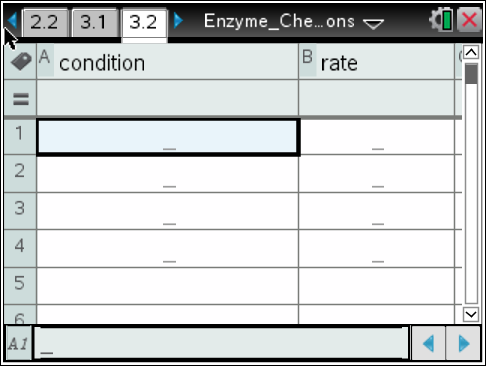 2.2 3.1 3.2 Enzyme_Che...ons
A condition B rate
=
1 _ _
2 _ _
3 _ _
4 _ _
5
6
A1 _